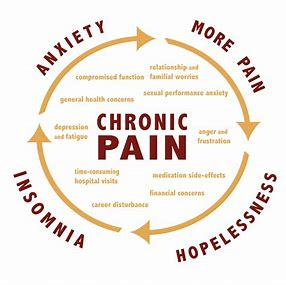 ANXIETY
MORE PAIN
relationship and
familial worries
compromised function
sexual performance anxiety
general health concerns
CHRONIC
PAIN
depression
and fatigue
anger and
frustration
time-consuming
hospital visits
medication side-effects
financial concerns
career disturbance
INSOMNIA
HOPELESSNESS